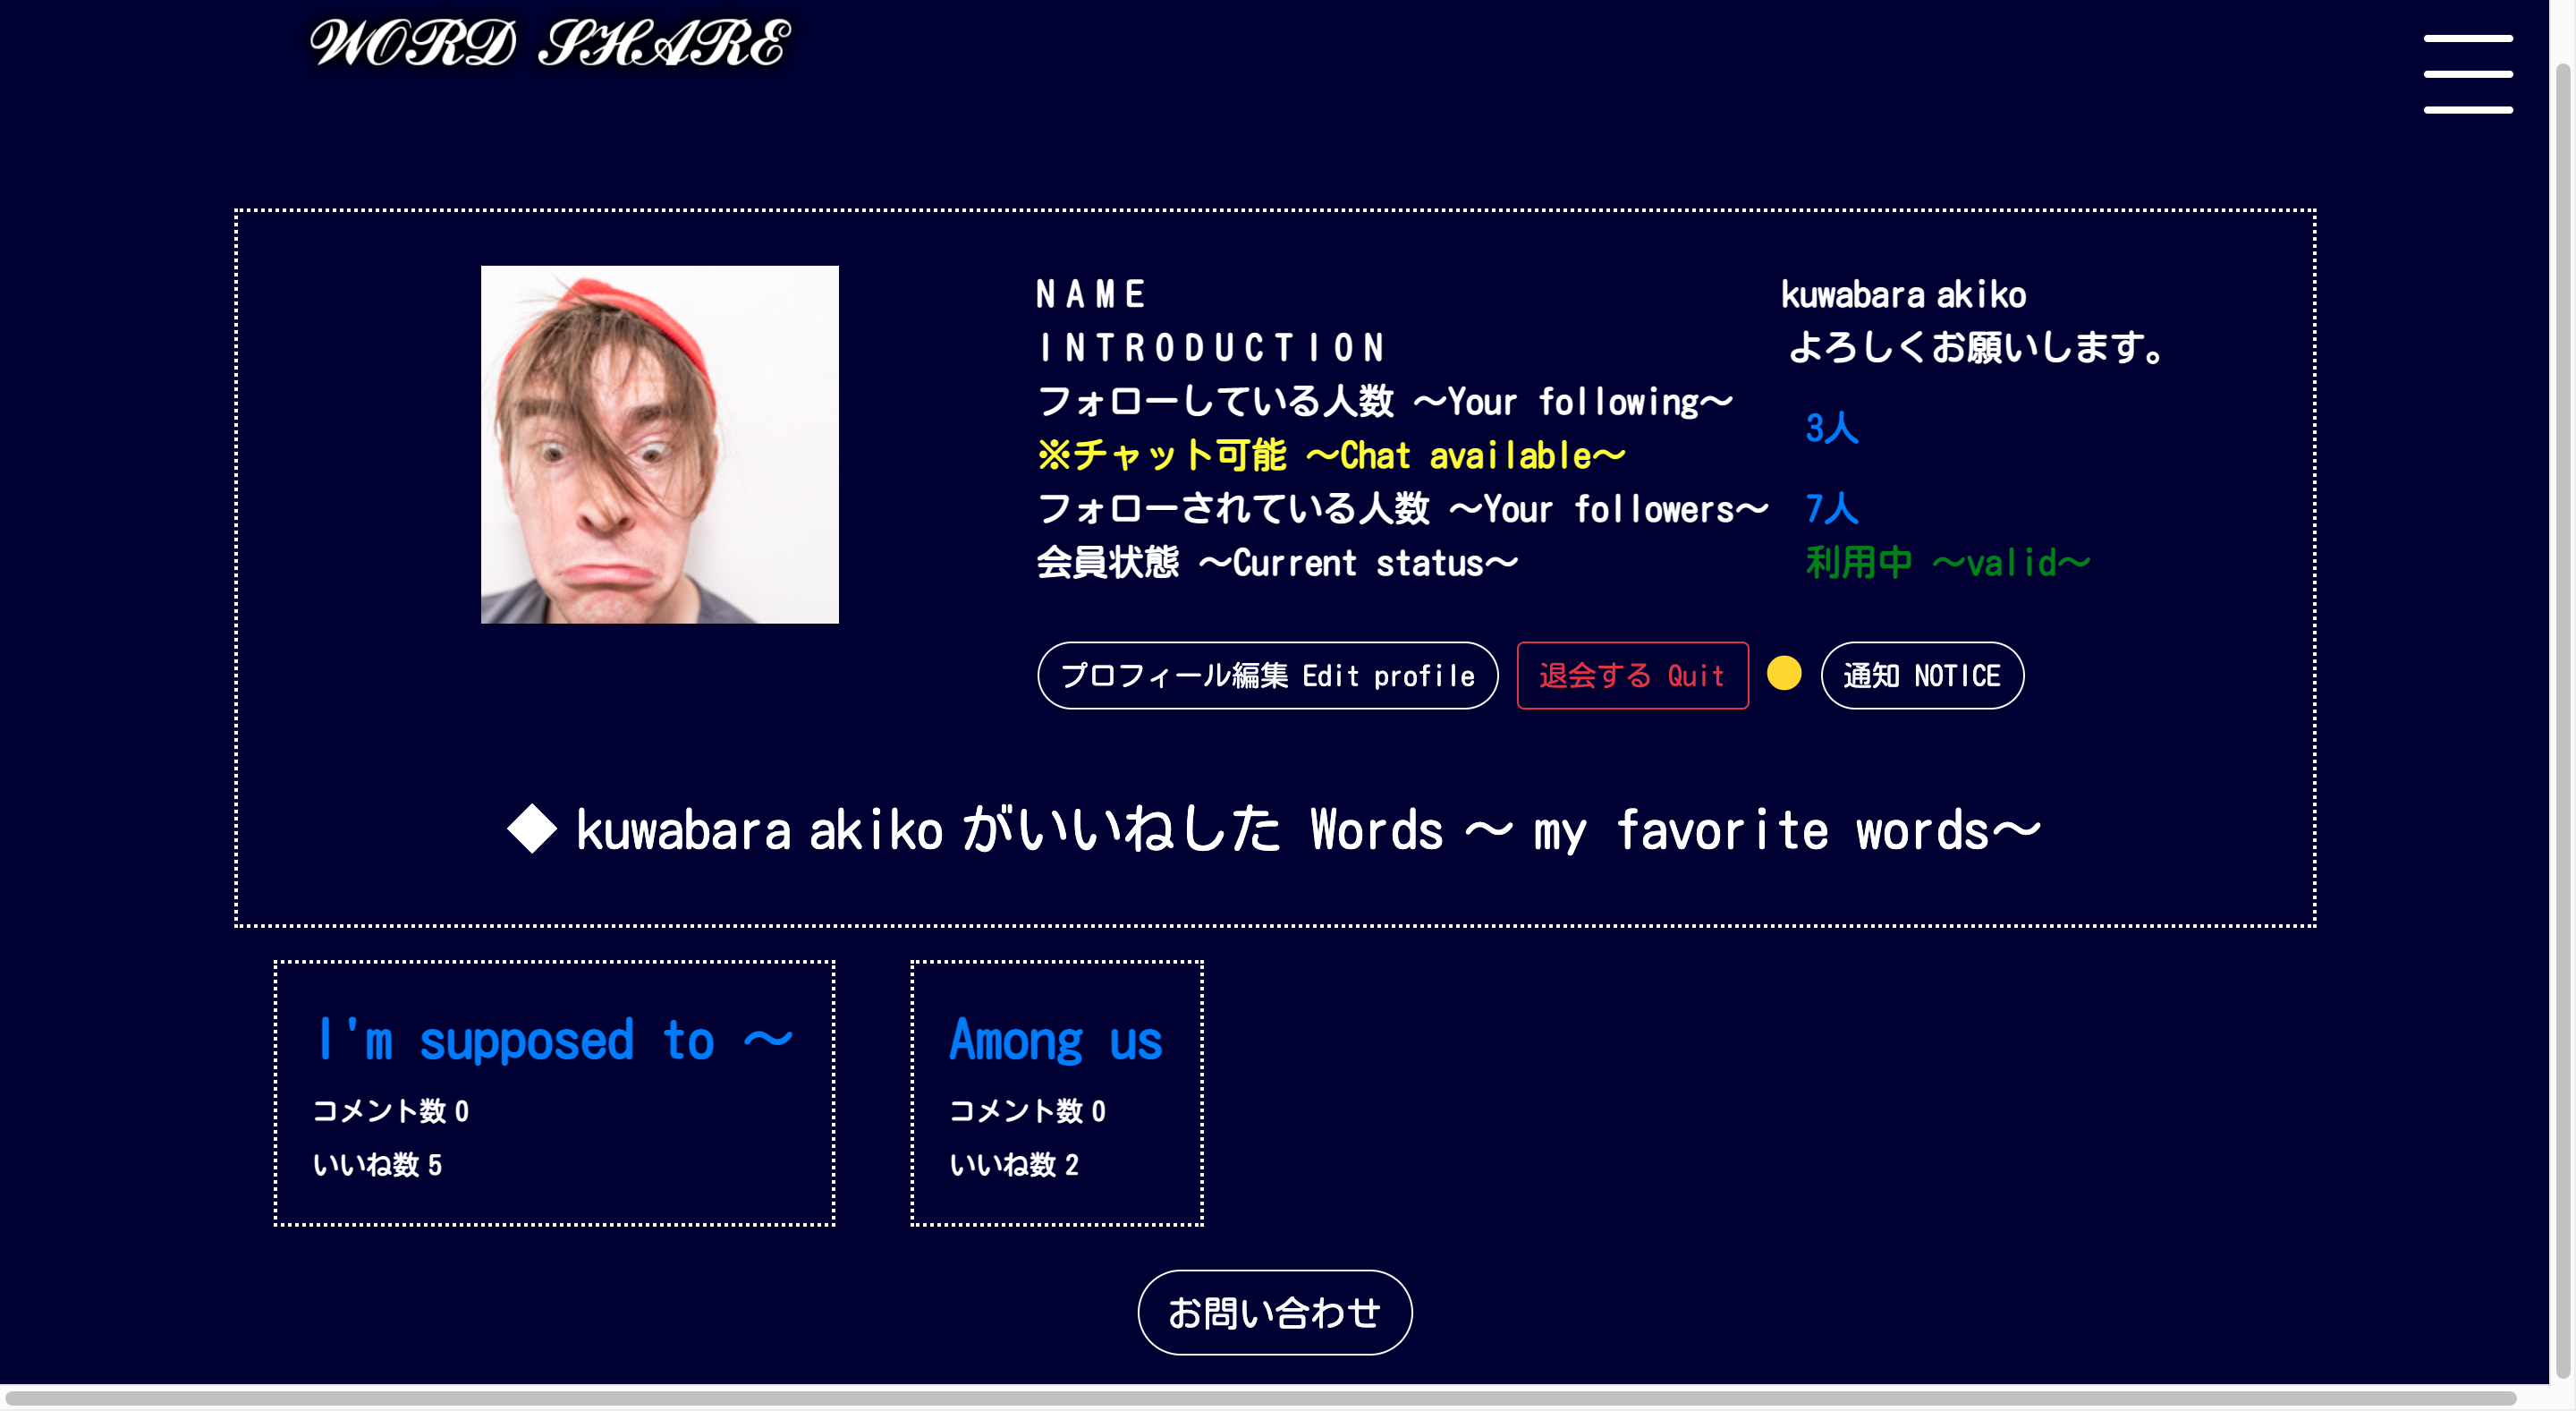 WORD SHARE
NAME kuwabara akiko
INTRODUCTION よろしくお願いします。
フォローしている人数 〜Your following〜 3人
※チャット可能 〜Chat available〜
フォローされている人数 〜Your followers〜 7人
会員状態 〜Current status〜 利用中 〜valid〜
プロフィール編集 Edit profile 退会する Quit 通知 NOTICE
◆ kuwabara akiko がいいねした Words 〜 my favorite words〜
I'm supposed to 〜
コメント数 0
いいね数 5
Among us
コメント数 0
いいね数 2
お問い合わせ